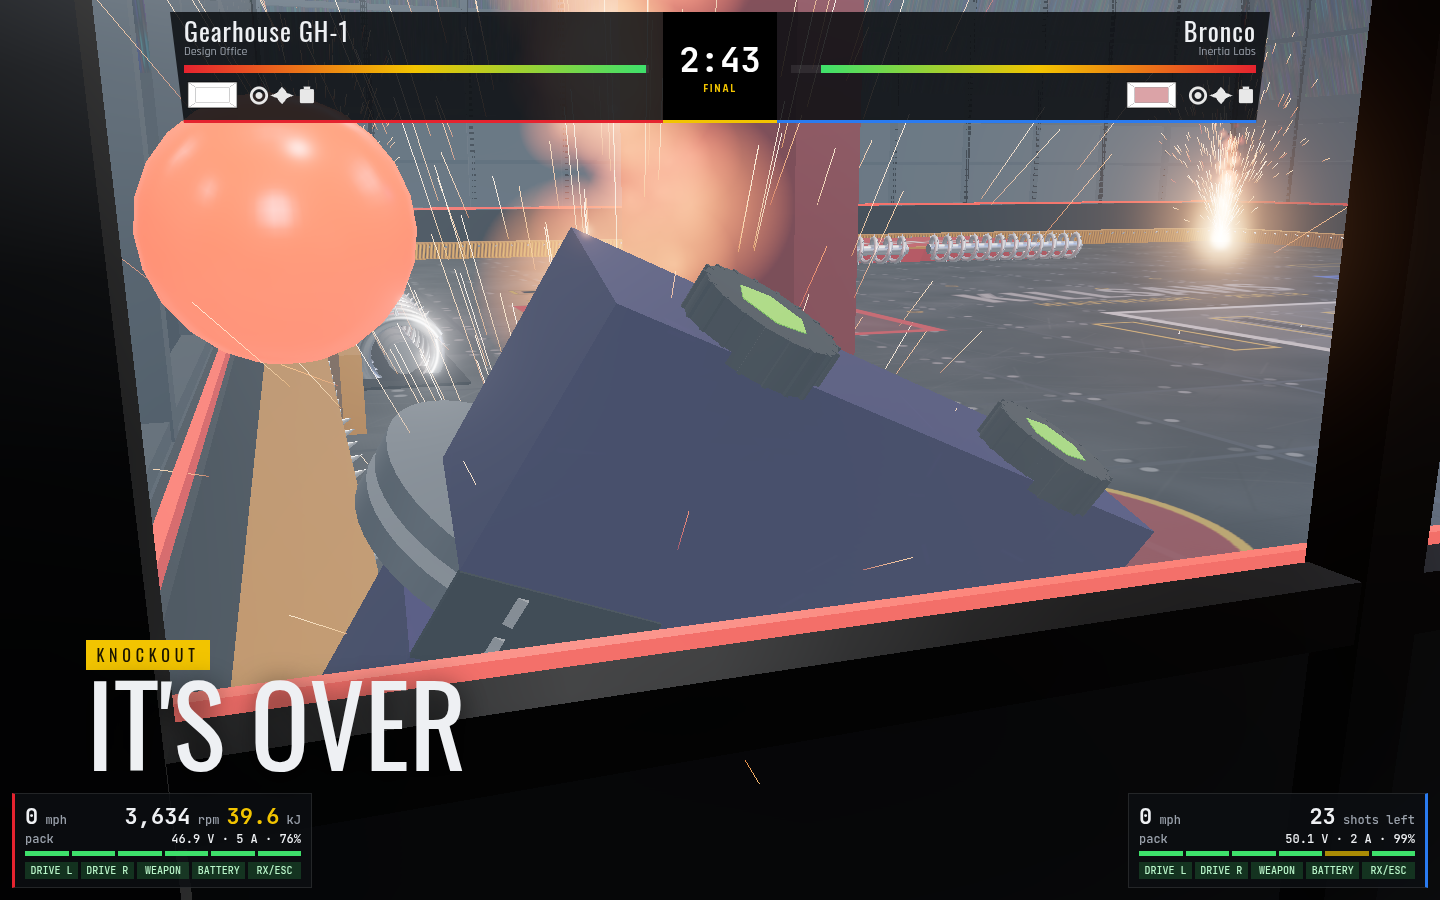 Gearhouse GH-1
Design Office
2:43
FINAL
Bronco
Inertia Labs
KNOCKOUT
IT'S OVER
0 mph 3,634 rpm 39.6 kJ
pack 46.9 V · 5 A · 76%
DRIVE L DRIVE R WEAPON BATTERY RX/ESC
0 mph 23 shots left
pack 50.1 V · 2 A · 99%
DRIVE L DRIVE R WEAPON BATTERY RX/ESC